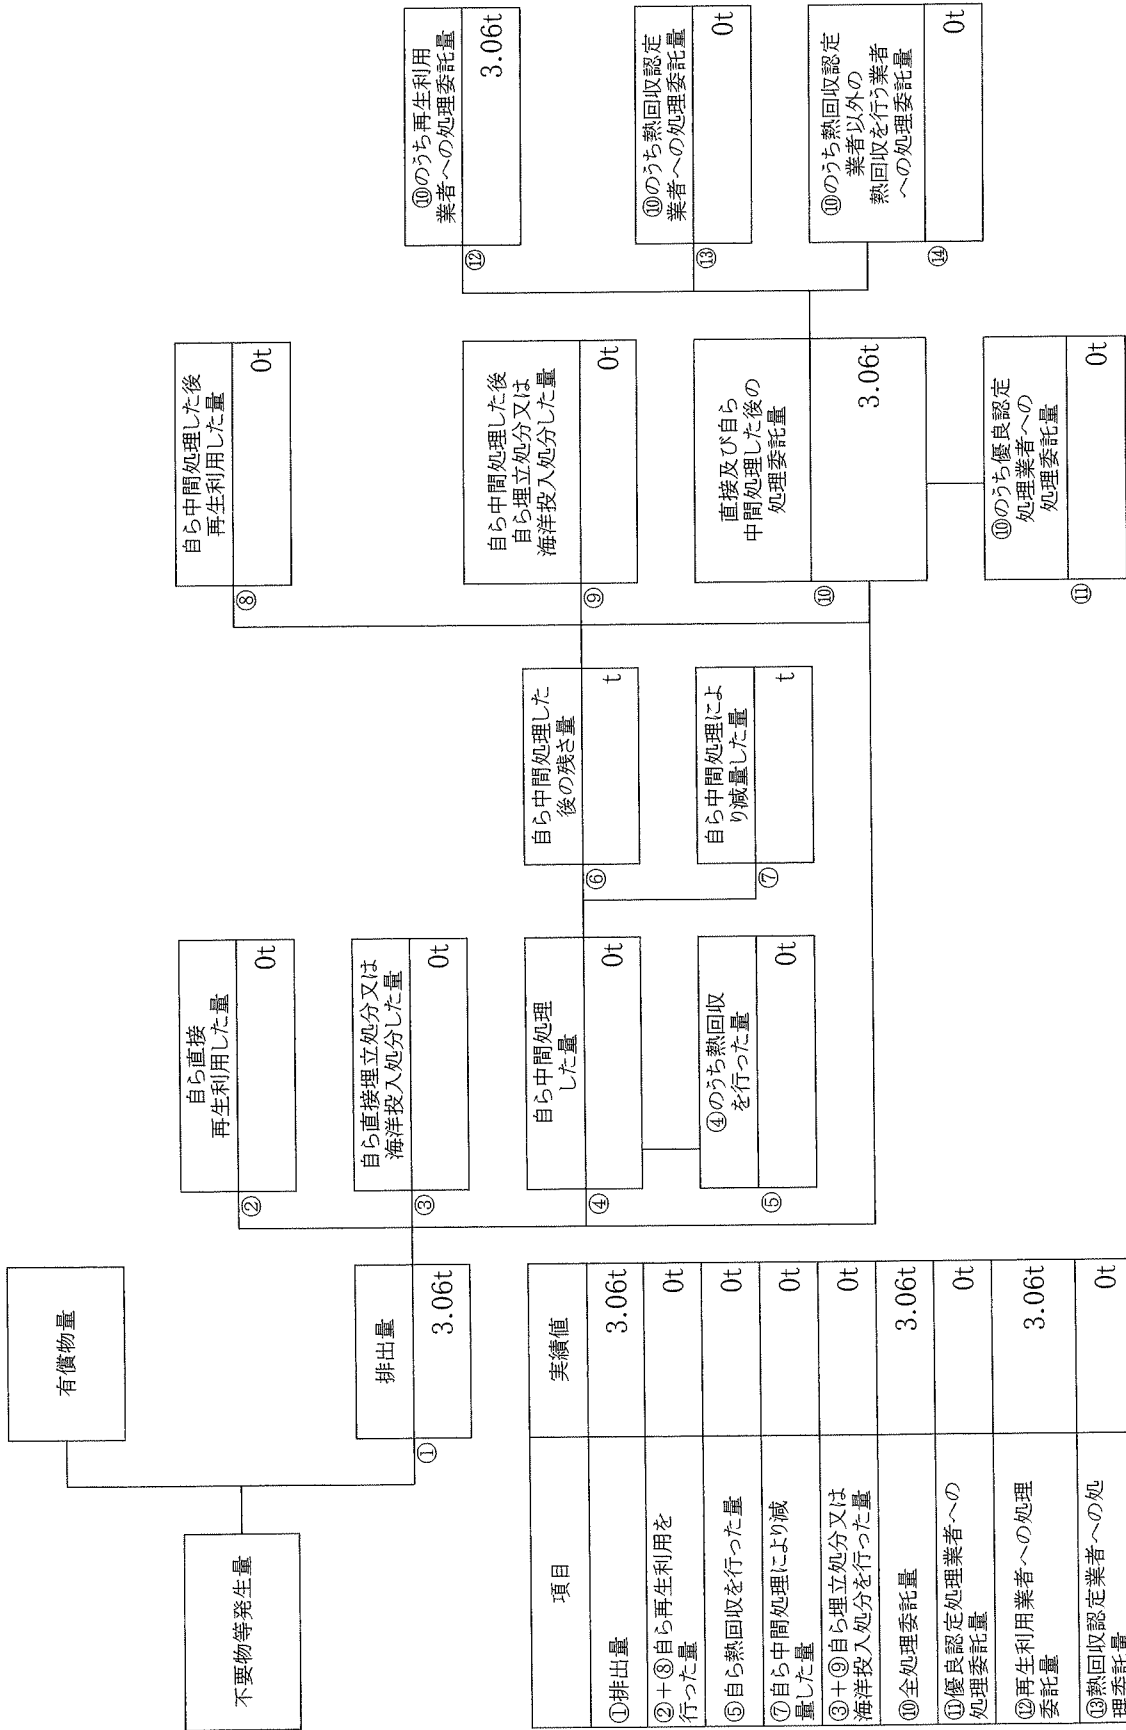 不要物等発生量
有償物量
排出量
①
3.06t
自ら直接
再生利用した量
②
0t
自ら直接埋立処分又は
海洋投入処分した量
③
0t
自ら中間処理
した量
④
0t
④のうち熱回収
を行った量
⑤
0t
自ら中間処理した
後の残さ量
⑥
t
自ら中間処理によ
り減量した量
⑦
t
自ら中間処理した後
再生利用した量
⑧
0t
自ら中間処理した後
自ら埋立処分又は
海洋投入処分した量
⑨
0t
直接及び自ら
中間処理した後の
処理委託量
⑩
3.06t
⑩のうち優良認定
処理業者への
処理委託量
⑪
0t
⑩のうち再生利用
業者への処理委託量
⑫
3.06t
⑩のうち熱回収認定
業者への処理委託量
⑬
0t
⑩のうち熱回収認定
業者以外の
熱回収を行う業者
への処理委託量
⑭
0t
項目 実績値
①排出量 3.06t
②+⑧自ら再生利用を
行った量 0t
⑤自ら熱回収を行った量 0t
⑦自ら中間処理により減
量した量 0t
③+⑨自ら埋立処分又は
海洋投入処分を行った量 0t
⑩全処理委託量 3.06t
⑪優良認定処理業者への
処理委託量 0t
⑫再生利用業者への処理
委託量 3.06t
⑬熱回収認定業者への処
理委託量 0t